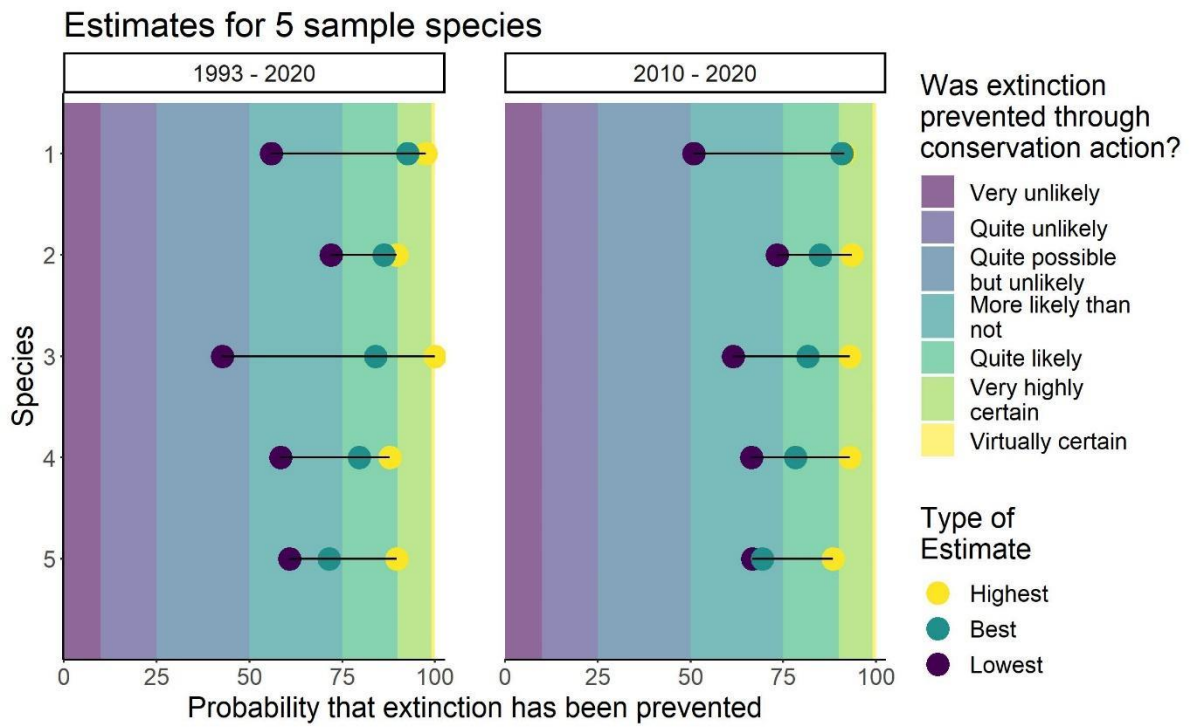 Estimates for 5 sample species
1993 - 2020
2010 - 2020
Species
1
2
3
4
5
0
25
50
75
100
0
25
50
75
100
Probability that extinction has been prevented
Was extinction
prevented through
conservation action?
Very unlikely
Quite unlikely
Quite possible
but unlikely
More likely than
not
Quite likely
Very highly
certain
Virtually certain
Type of
Estimate
Highest
Best
Lowest